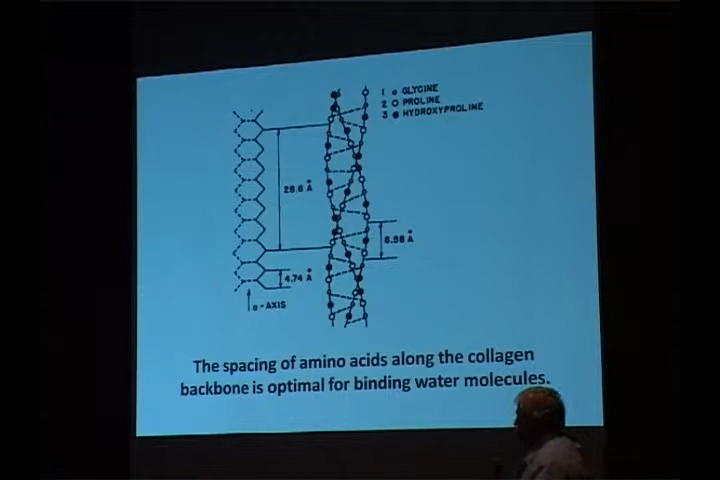 1 o GLYCINE
2 O PROLINE
3 ● HYDROXYPROLINE
28.6 Å
6.58 Å
4.74 Å
a-AXIS
The spacing of amino acids along the collagen
backbone is optimal for binding water molecules.